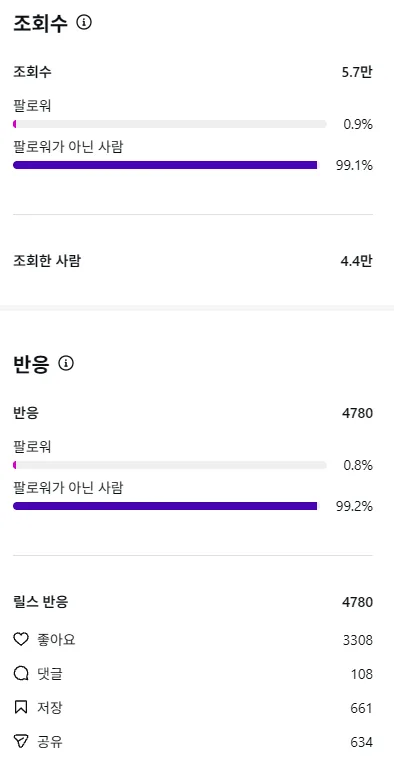 조회수
조회수 5.7만
팔로워
0.9%
팔로워가 아닌 사람
99.1%
조회한 사람 4.4만
반응
반응 4780
팔로워
0.8%
팔로워가 아닌 사람
99.2%
릴스 반응 4780
좋아요 3308
댓글 108
저장 661
공유 634